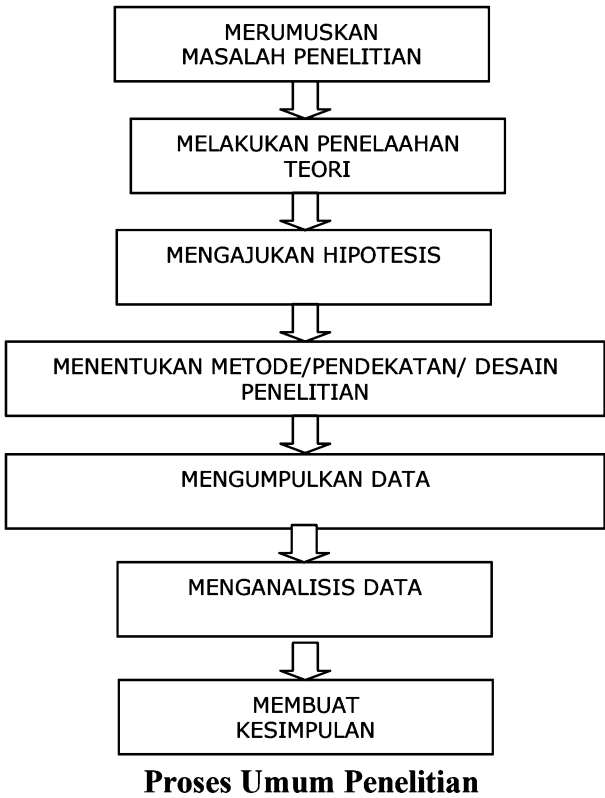 MERUMUSKAN
MASALAH PENELITIAN
MELAKUKAN PENELAAHAN
TEORI
MENGAJUKAN HIPOTESIS
MENENTUKAN METODE/PENDEKATAN/ DESAIN
PENELITIAN
MENGUMPULKAN DATA
MENGANALISIS DATA
MEMBUAT
KESIMPULAN
Proses Umum Penelitian